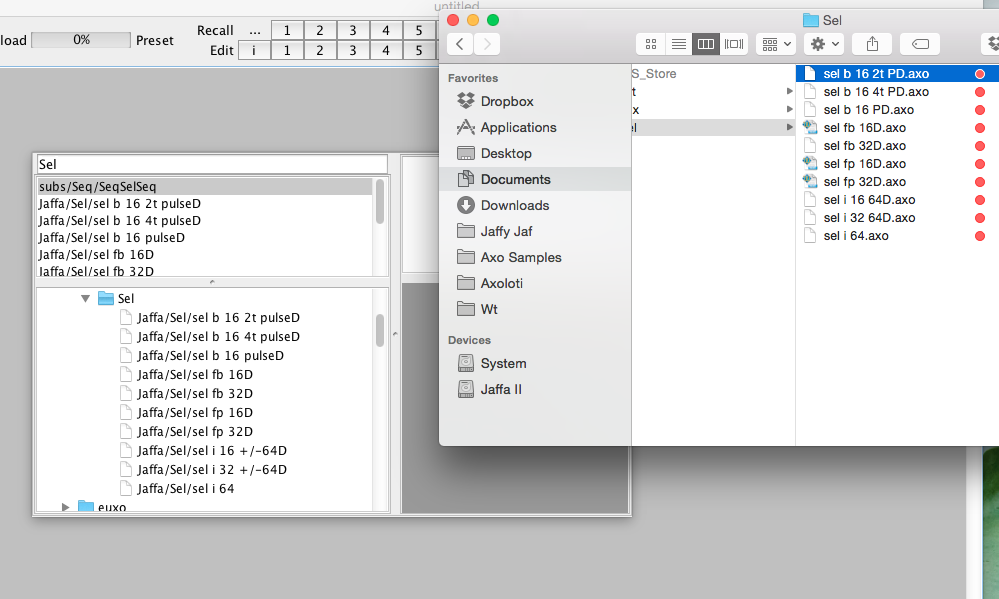 untitled
load 0% Preset
Recall ... 1 2 3 4 5
Edit i 1 2 3 4 5
Sel
subs/Seq/SeqSelSeq
Jaffa/Sel/sel b 16 2t pulseD
Jaffa/Sel/sel b 16 4t pulseD
Jaffa/Sel/sel b 16 pulseD
Jaffa/Sel/sel fb 16D
Jaffa/Sel/sel fb 32D
Sel
Jaffa/Sel/sel b 16 2t pulseD
Jaffa/Sel/sel b 16 4t pulseD
Jaffa/Sel/sel b 16 pulseD
Jaffa/Sel/sel fb 16D
Jaffa/Sel/sel fb 32D
Jaffa/Sel/sel fp 16D
Jaffa/Sel/sel fp 32D
Jaffa/Sel/sel i 16 +/-64D
Jaffa/Sel/sel i 32 +/-64D
Jaffa/Sel/sel i 64
euxo
Sel
Favorites
Dropbox
Applications
Desktop
Documents
Downloads
Jaffy Jaf
Axo Samples
Axoloti
Wt
Devices
System
Jaffa II
S_Store
t
x
el
sel b 16 2t PD.axo
sel b 16 4t PD.axo
sel b 16 PD.axo
sel fb 16D.axo
sel fb 32D.axo
sel fp 16D.axo
sel fp 32D.axo
sel i 16 64D.axo
sel i 32 64D.axo
sel i 64.axo